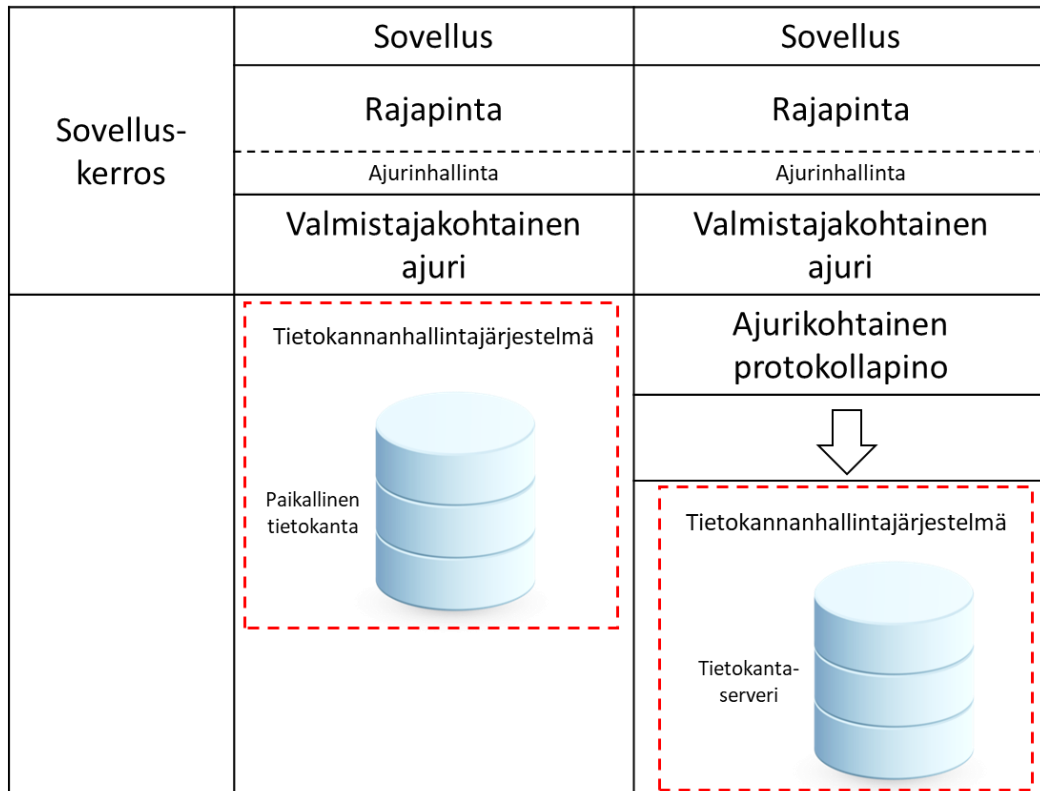 Sovellus-
kerros
Sovellus
Sovellus
Rajapinta
Rajapinta
Ajurinhallinta
Ajurinhallinta
Valmistajakohtainen
ajuri
Valmistajakohtainen
ajuri
Tietokannanhallintajärjestelmä
Paikallinen
tietokanta
Ajurikohtainen
protokollapino
Tietokannanhallintajärjestelmä
Tietokanta-
serveri